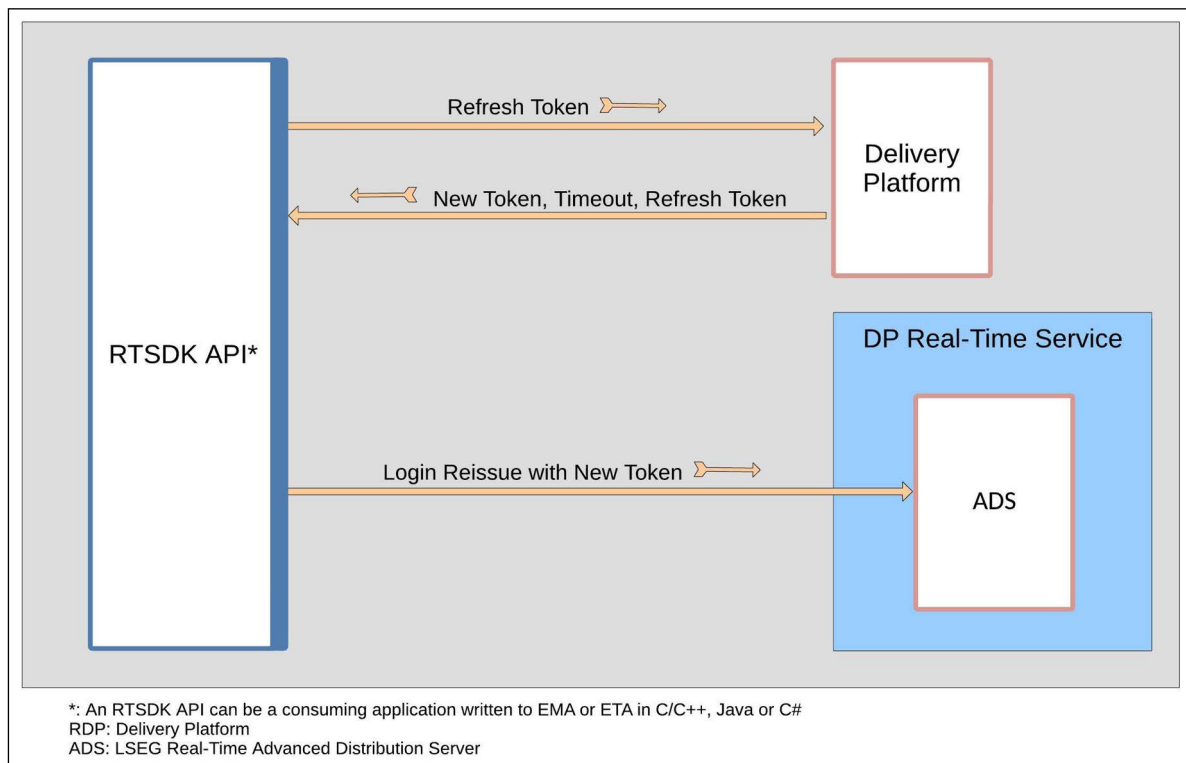 Refresh Token
Delivery
Platform
New Token, Timeout, Refresh Token
RTSDK API*
DP Real-Time Service
Login Reissue with New Token
ADS
*: An RTSDK API can be a consuming application written to EMA or ETA in C/C++, Java or C#
RDP: Delivery Platform
ADS: LSEG Real-Time Advanced Distribution Server